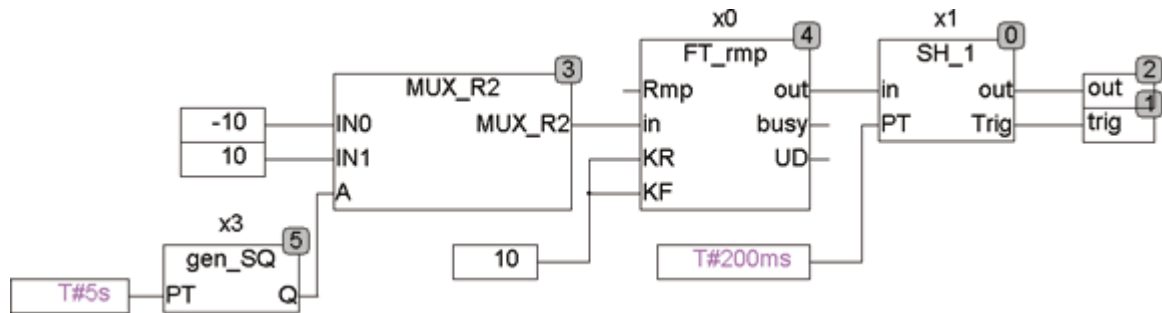 x0 x1
4 0
FT_rmp SH_1
3 2
MUX_R2 Rmp out in out out
1
-10 IN0 MUX_R2 in busy PT Trig trig
10 IN1 KR UD
A KF
x3
5
gen_SQ 10 T#200ms
T#5s PT Q